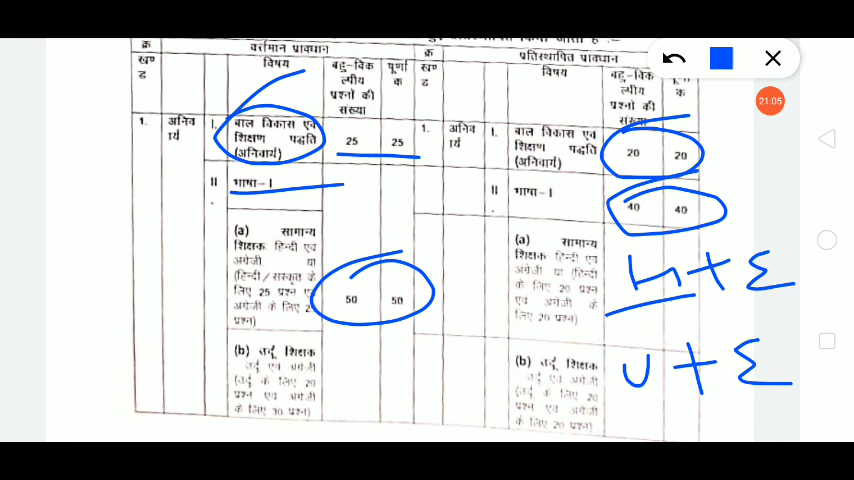 क्र वर्तमान प्रावधान क्र प्रतिस्थापित प्रावधान
खण्ड विषय बहु-विकल्पीय प्रश्नों की संख्या पूर्णांक खण्ड विषय बहु-विकल्पीय प्रश्नों की संख्या
1. अनिवार्य I. बाल विकास एवं शिक्षण पद्धति (अनिवार्य) 25 25 1. अनिवार्य I. बाल विकास एवं शिक्षण पद्धति (अनिवार्य) 20 20
II. भाषा-I II. भाषा-I 40 40
(a) सामान्य
शिक्षक हिन्दी एवं
अंग्रेजी या
(हिन्दी/संस्कृत के
लिए 25 प्रश्न
अंग्रेजी के लिए
प्रश्न)
50 50
(a) सामान्य
शिक्षक हिन्दी एवं
अंग्रेजी या (हिन्दी
के लिए 20 प्रश्न
एवं अंग्रेजी के
लिए 20 प्रश्न)
(b) उर्दू शिक्षक
उर्दू एवं अंग्रेजी
(उर्दू के लिए 20
प्रश्न एवं अंग्रेजी
के लिए 30 प्रश्न)
(b) उर्दू शिक्षक
उर्दू एवं अंग्रेजी
(उर्दू के लिए 20
प्रश्न एवं अंग्रेजी
के लिए 20 प्रश्न)
21:05